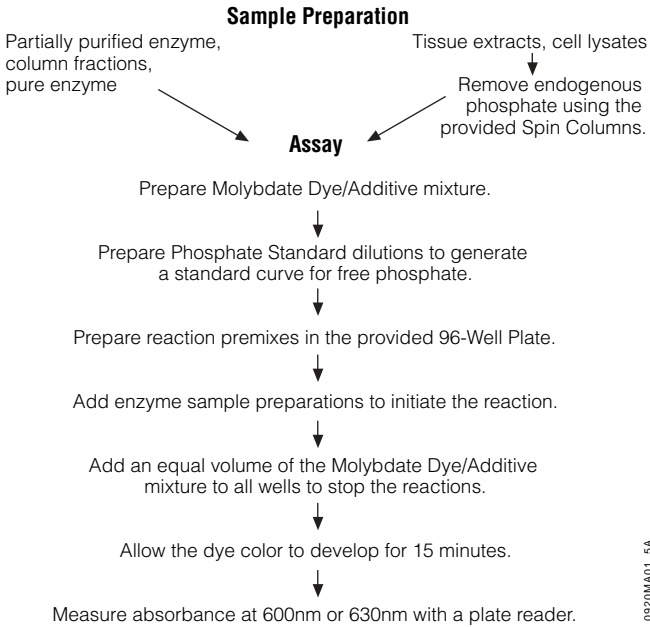 Sample Preparation
Partially purified enzyme,
column fractions,
pure enzyme
Tissue extracts, cell lysates
Remove endogenous
phosphate using the
provided Spin Columns.
Assay
Prepare Molybdate Dye/Additive mixture.
Prepare Phosphate Standard dilutions to generate
a standard curve for free phosphate.
Prepare reaction premixes in the provided 96-Well Plate.
Add enzyme sample preparations to initiate the reaction.
Add an equal volume of the Molybdate Dye/Additive
mixture to all wells to stop the reactions.
Allow the dye color to develop for 15 minutes.
Measure absorbance at 600nm or 630nm with a plate reader.
0920MA01_5A